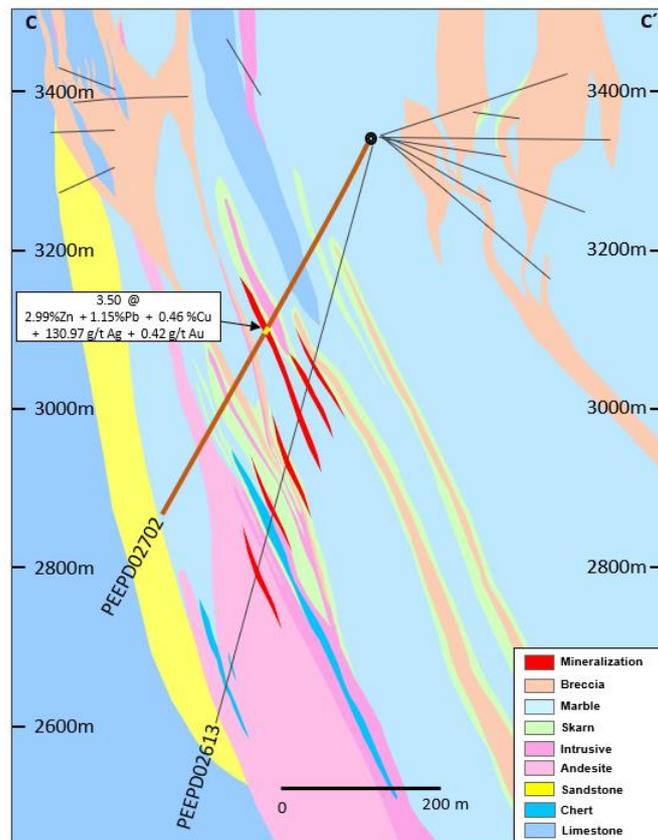 C
C´
3400m
3400m
3200m
3200m
3.50 @
2.99%Zn + 1.15%Pb + 0.46 %Cu
+ 130.97 g/t Ag + 0.42 g/t Au
3000m
3000m
PEEPD02702
2800m
2800m
2600m
PEEPD02613
0
200 m
Mineralization
Breccia
Marble
Skarn
Intrusive
Andesite
Sandstone
Chert
Limestone